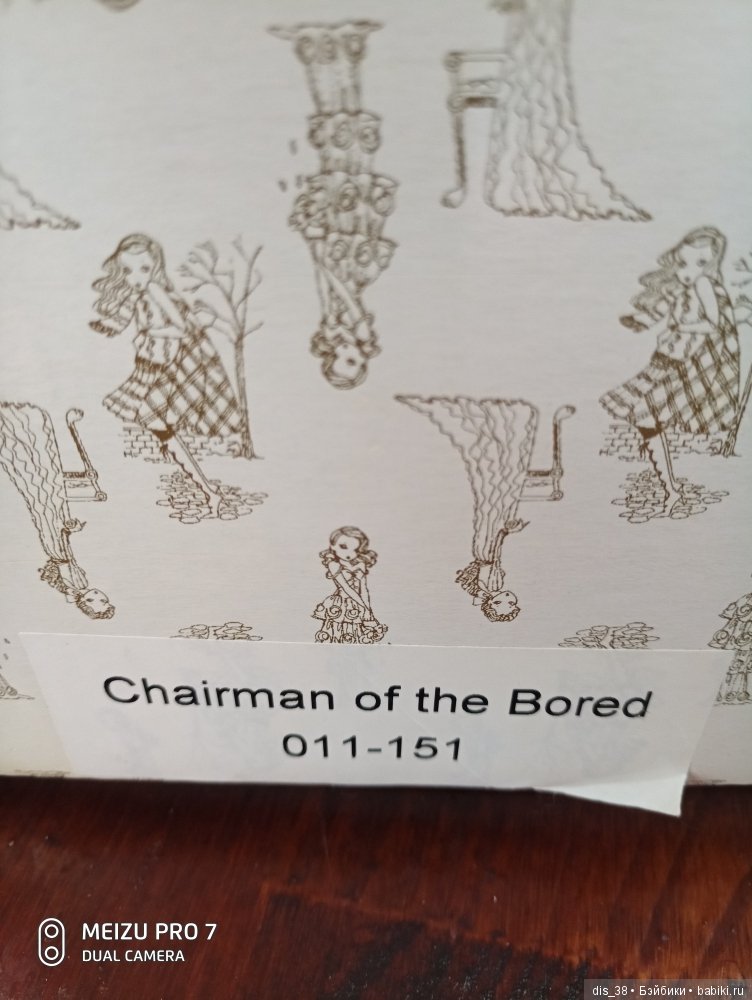 Chairman of the Bored
011-151
MEIZU PRO 7
DUAL CAMERA
dis_38 • Бэйбики • babiki.ru